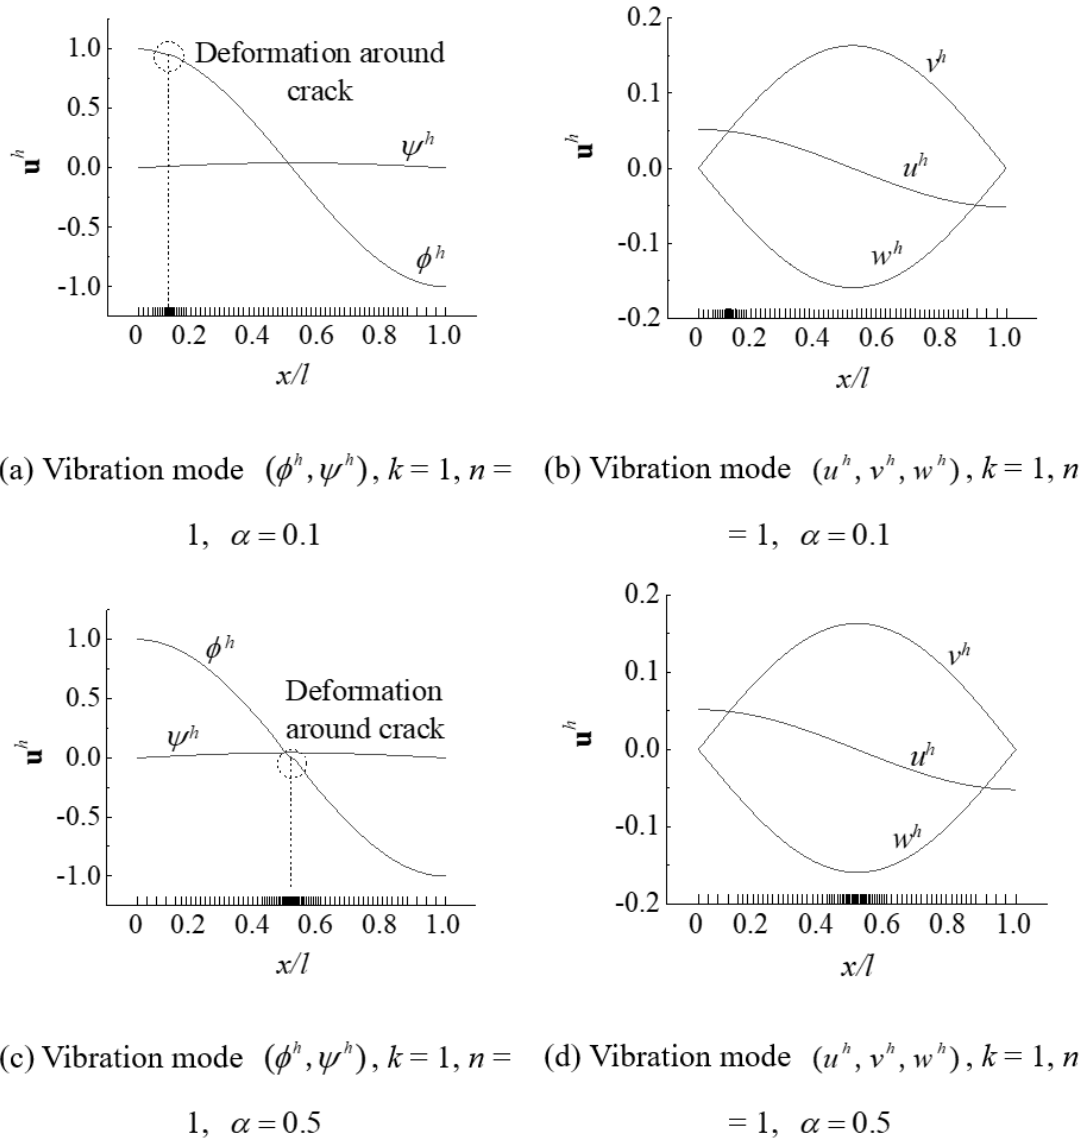 1.0
0.5
0.0
-0.5
-1.0
u^h
Deformation around
crack
ψ^h
ϕ^h
0 0.2 0.4 0.6 0.8 1.0
x/l
0.2
0.1
0.0
-0.1
-0.2
u^h
v^h
u^h
w^h
0 0.2 0.4 0.6 0.8 1.0
x/l
(a) Vibration mode (ϕ^h, ψ^h), k = 1, n =
1, α = 0.1
(b) Vibration mode (u^h, v^h, w^h), k = 1, n
= 1, α = 0.1
1.0
0.5
0.0
-0.5
-1.0
u^h
ϕ^h
Deformation
around crack
ψ^h
0 0.2 0.4 0.6 0.8 1.0
x/l
0.2
0.1
0.0
-0.1
-0.2
u^h
v^h
u^h
w^h
0 0.2 0.4 0.6 0.8 1.0
x/l
(c) Vibration mode (ϕ^h, ψ^h), k = 1, n =
1, α = 0.5
(d) Vibration mode (u^h, v^h, w^h), k = 1, n
= 1, α = 0.5